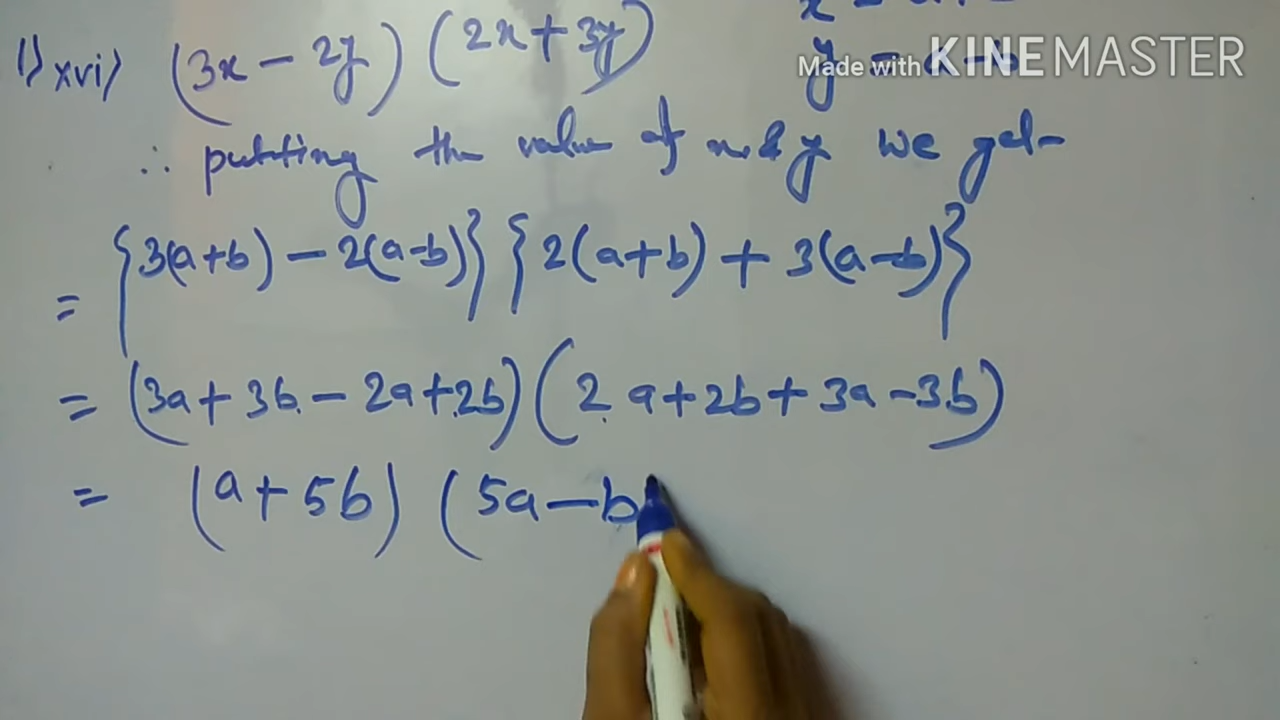 1) xvi) (3x - 2y) (2x + 3y)
x =
y = a - b
Made with KINEMASTER
∴ putting the value of x & y we get-
= {3(a+b) - 2(a-b)} {2(a+b) + 3(a-b)}
= (3a + 3b - 2a + 2b) (2a + 2b + 3a - 3b)
= (a + 5b) (5a - b